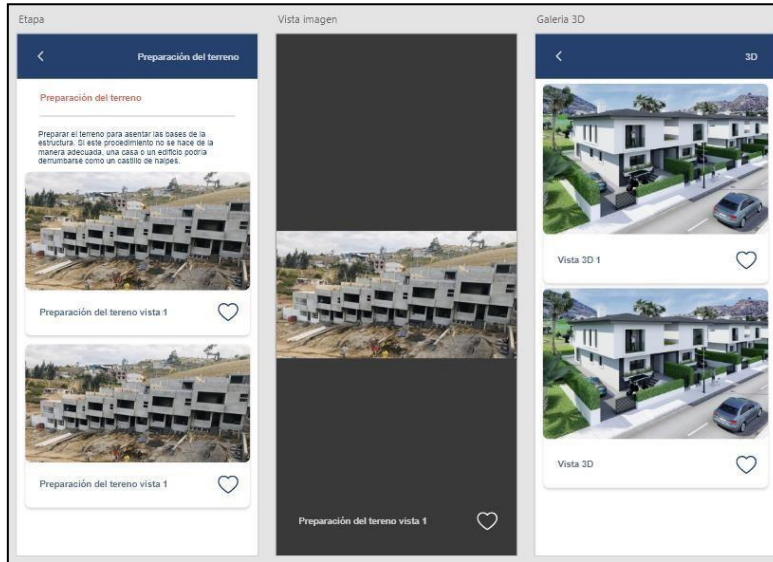 Etapa
Preparación del terreno
Preparación del terreno
Preparar el terreno para asentar las bases de la
estructura. Si este procedimiento no se hace de la
manera adecuada, una casa o un edificio podría
derrumbarse como un castillo de naipes.
Preparación del tereno vista 1
Preparación del tereno vista 1
Vista imagen
Preparación del tereno vista 1
Galeria 3D
3D
Vista 3D 1
Vista 3D